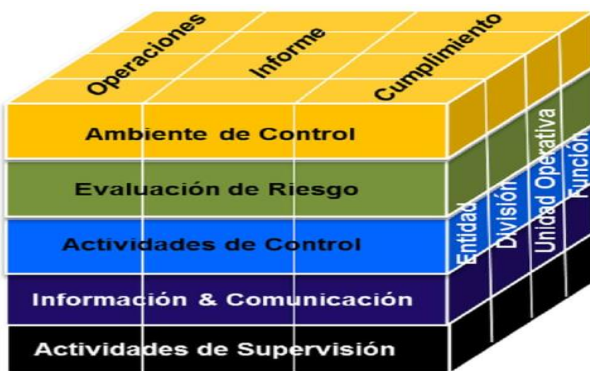 Operaciones
Informe
Cumplimiento
Ambiente de Control
Evaluación de Riesgo
Actividades de Control
Información & Comunicación
Actividades de Supervisión
Entidad
División
Unidad Operativa
Función